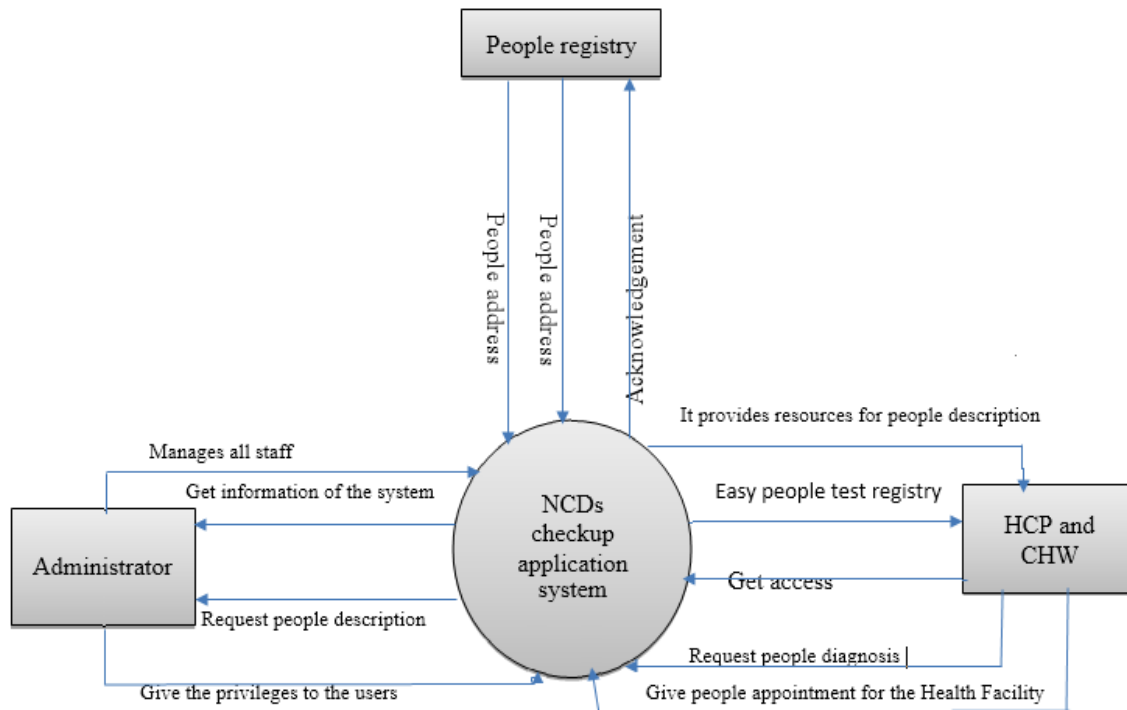 People registry
People address
People address
Acknowledgement
It provides resources for people description
Manages all staff
Get information of the system
Easy people test registry
NCDs
checkup
application
system
HCP and
CHW
Administrator
Get access
Request people description
Request people diagnosis
Give the privileges to the users
Give people appointment for the Health Facility